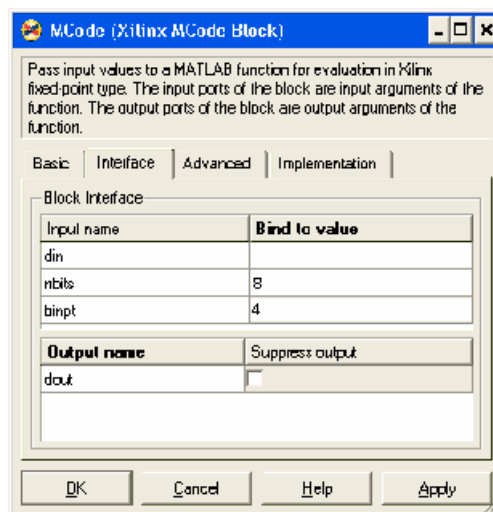 MCode (Xilinx MCode Block)
Pass input values to a MATLAB function for evaluation in Xilinx
fixed-point type. The input ports of the block are input arguments of the
function. The output ports of the block are output arguments of the
function.
Basic Interface Advanced Implementation
Block Interface
Input name Bind to value
din
nbits 8
binpt 4
Output name Suppress output
dout
OK Cancel Help Apply